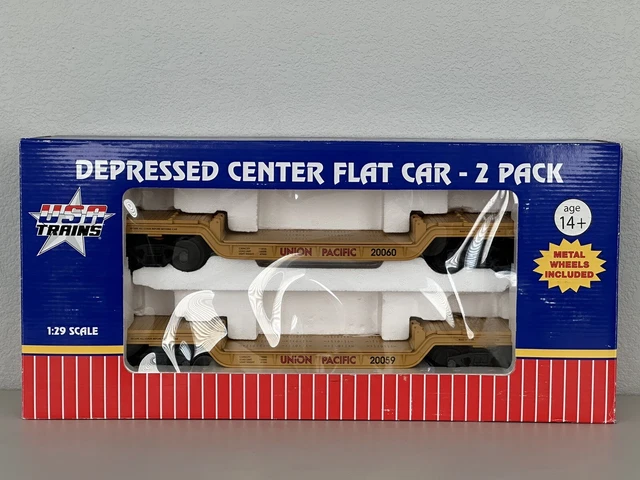 DEPRESSED CENTER FLAT CAR - 2 PACK
USA
TRAINS
age
14+
METAL
WHEELS
INCLUDED
UNION PACIFIC 20060
1:29 SCALE
UNION PACIFIC 20059